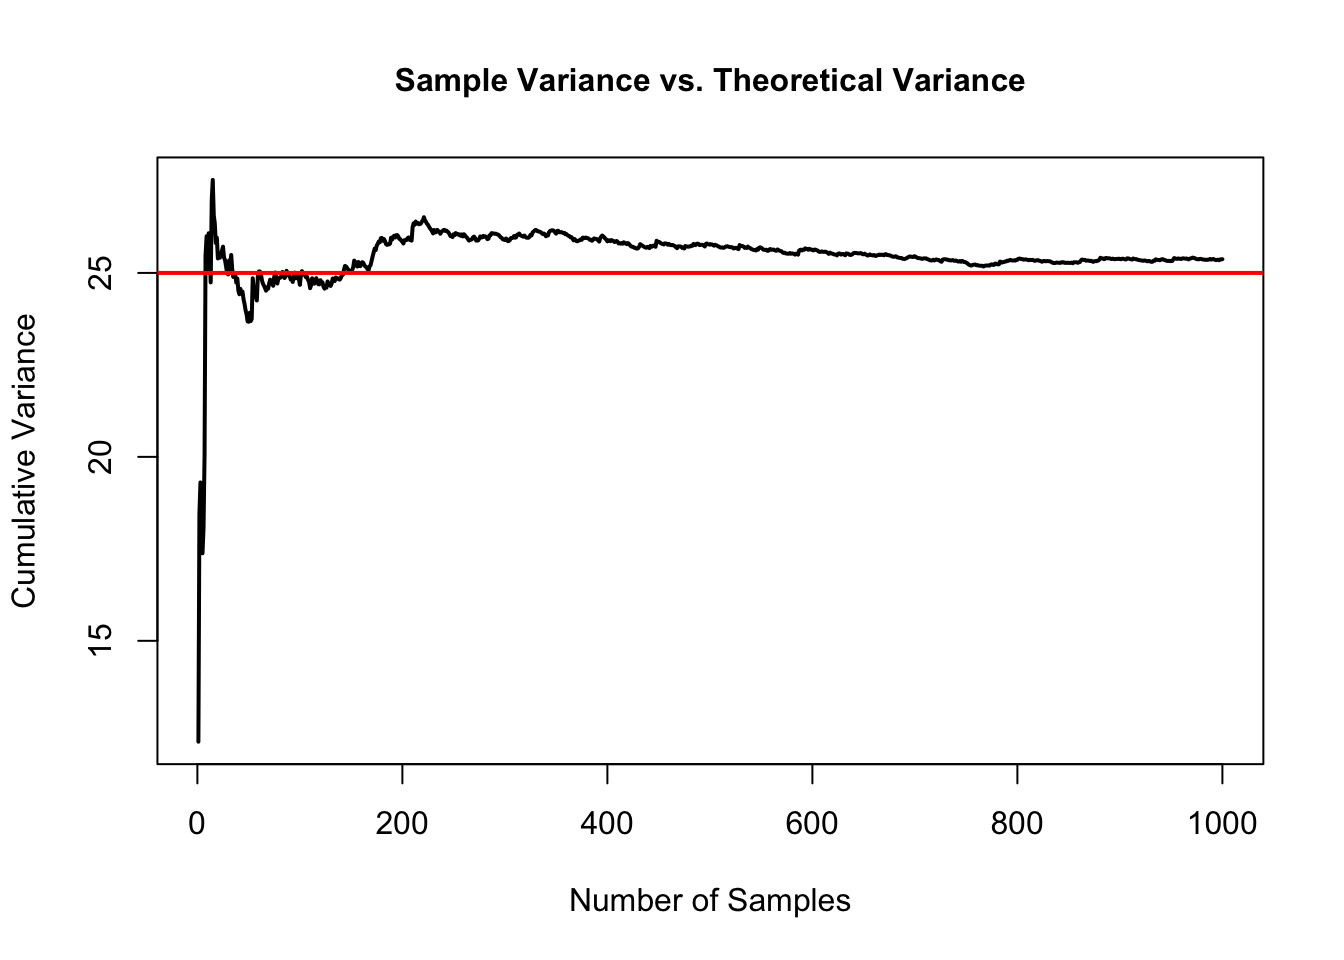 Sample Variance vs. Theoretical Variance
Cumulative Variance
25
20
15
0 200 400 600 800 1000
Number of Samples